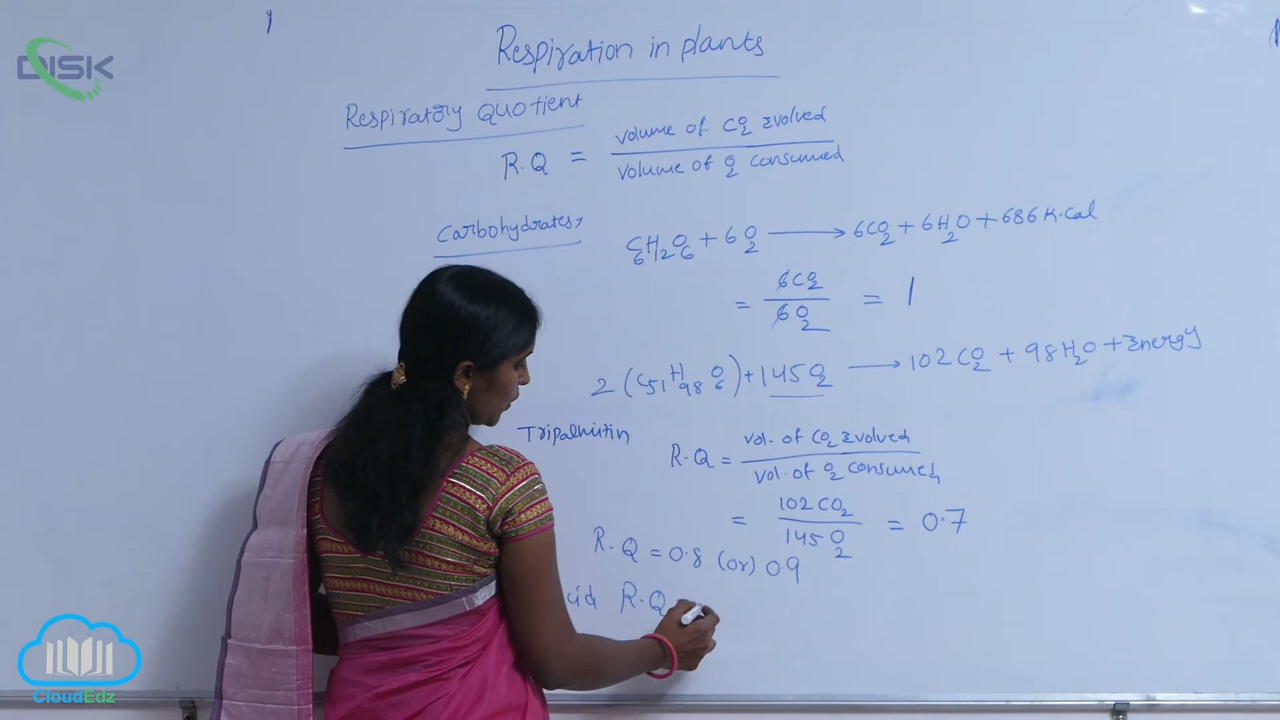 DISK
Respiration in plants
Respiratory Quotient
R.Q = volume of CO2 Evolved
volume of O2 consumed
Carbohydrates,
C6H12O6 + 6O2 → 6CO2 + 6H2O + 686 K.cal
= 6CO2
6O2
= 1
2 (C51H98O6) + 145O2 → 102CO2 + 98H2O + Energy
Tripalmitin
R.Q = vol. of CO2 Evolved
vol. of O2 consumed
= 102CO2
145O2
= 0.7
R.Q = 0.8 (or) 0.9
cid R.Q
CloudEdz